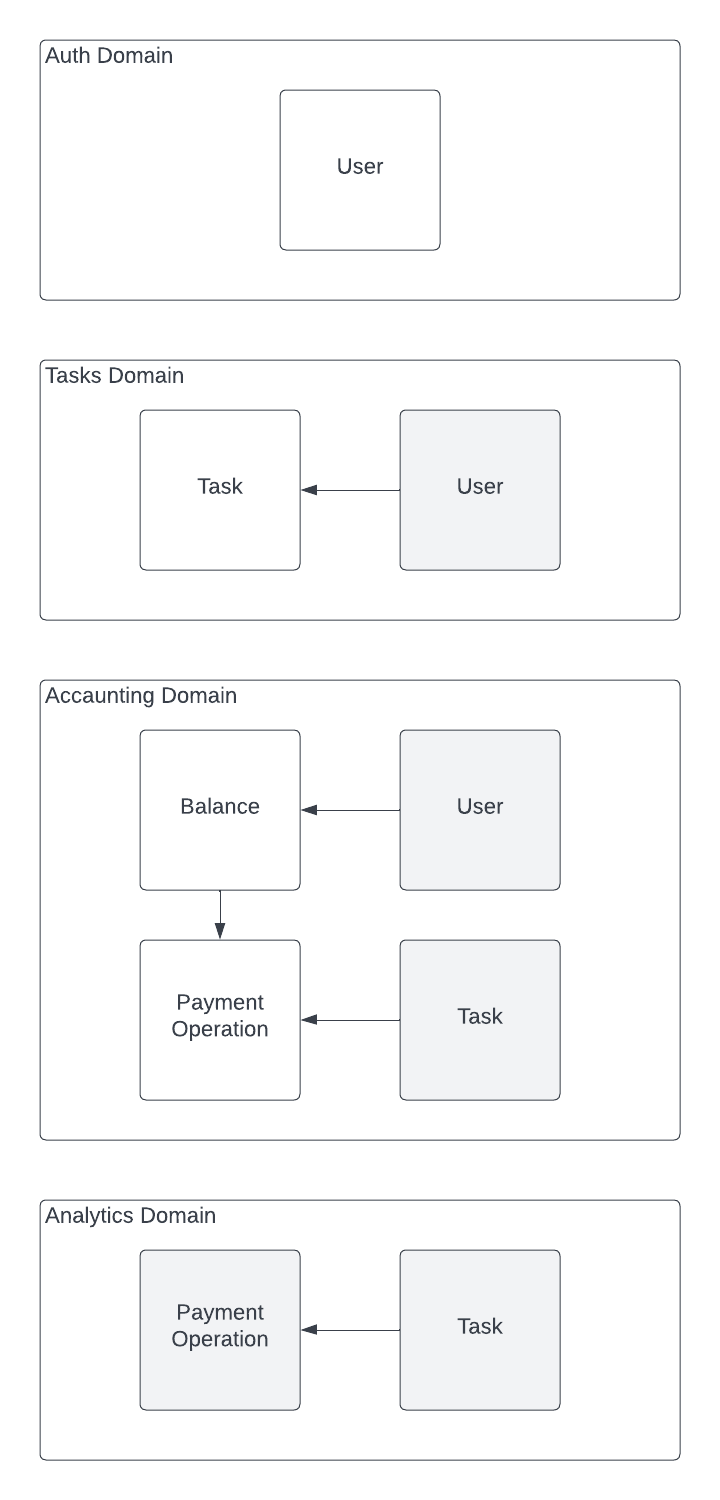 Auth Domain
User
Tasks Domain
Task
User
Accaunting Domain
Balance
User
Payment
Operation
Task
Analytics Domain
Payment
Operation
Task